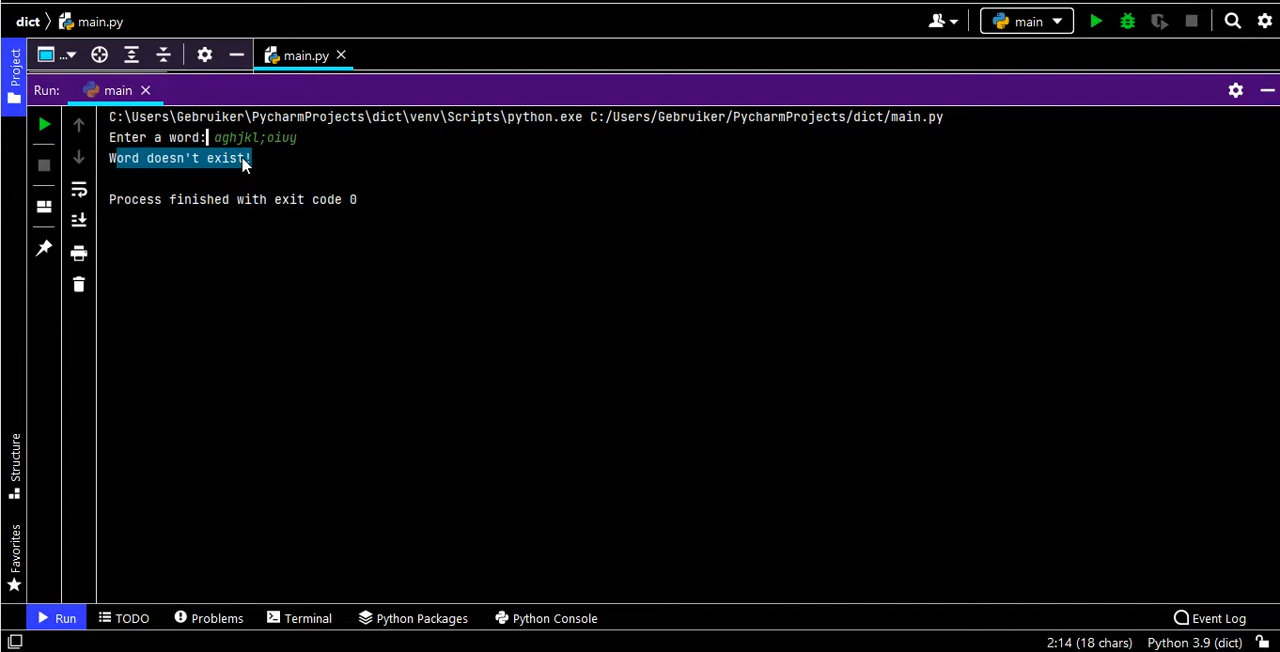 dict main.py
main
Project
... main.py
Run: main
C:\Users\Gebruiker\PycharmProjects\dict\venv\Scripts\python.exe C:/Users/Gebruiker/PycharmProjects/dict/main.py
Enter a word: aghjkl;oiuy
Word doesn't exist!
Process finished with exit code 0
Structure
Favorites
Run TODO Problems Terminal Python Packages Python Console Event Log
2:14 (18 chars) Python 3.9 (dict)